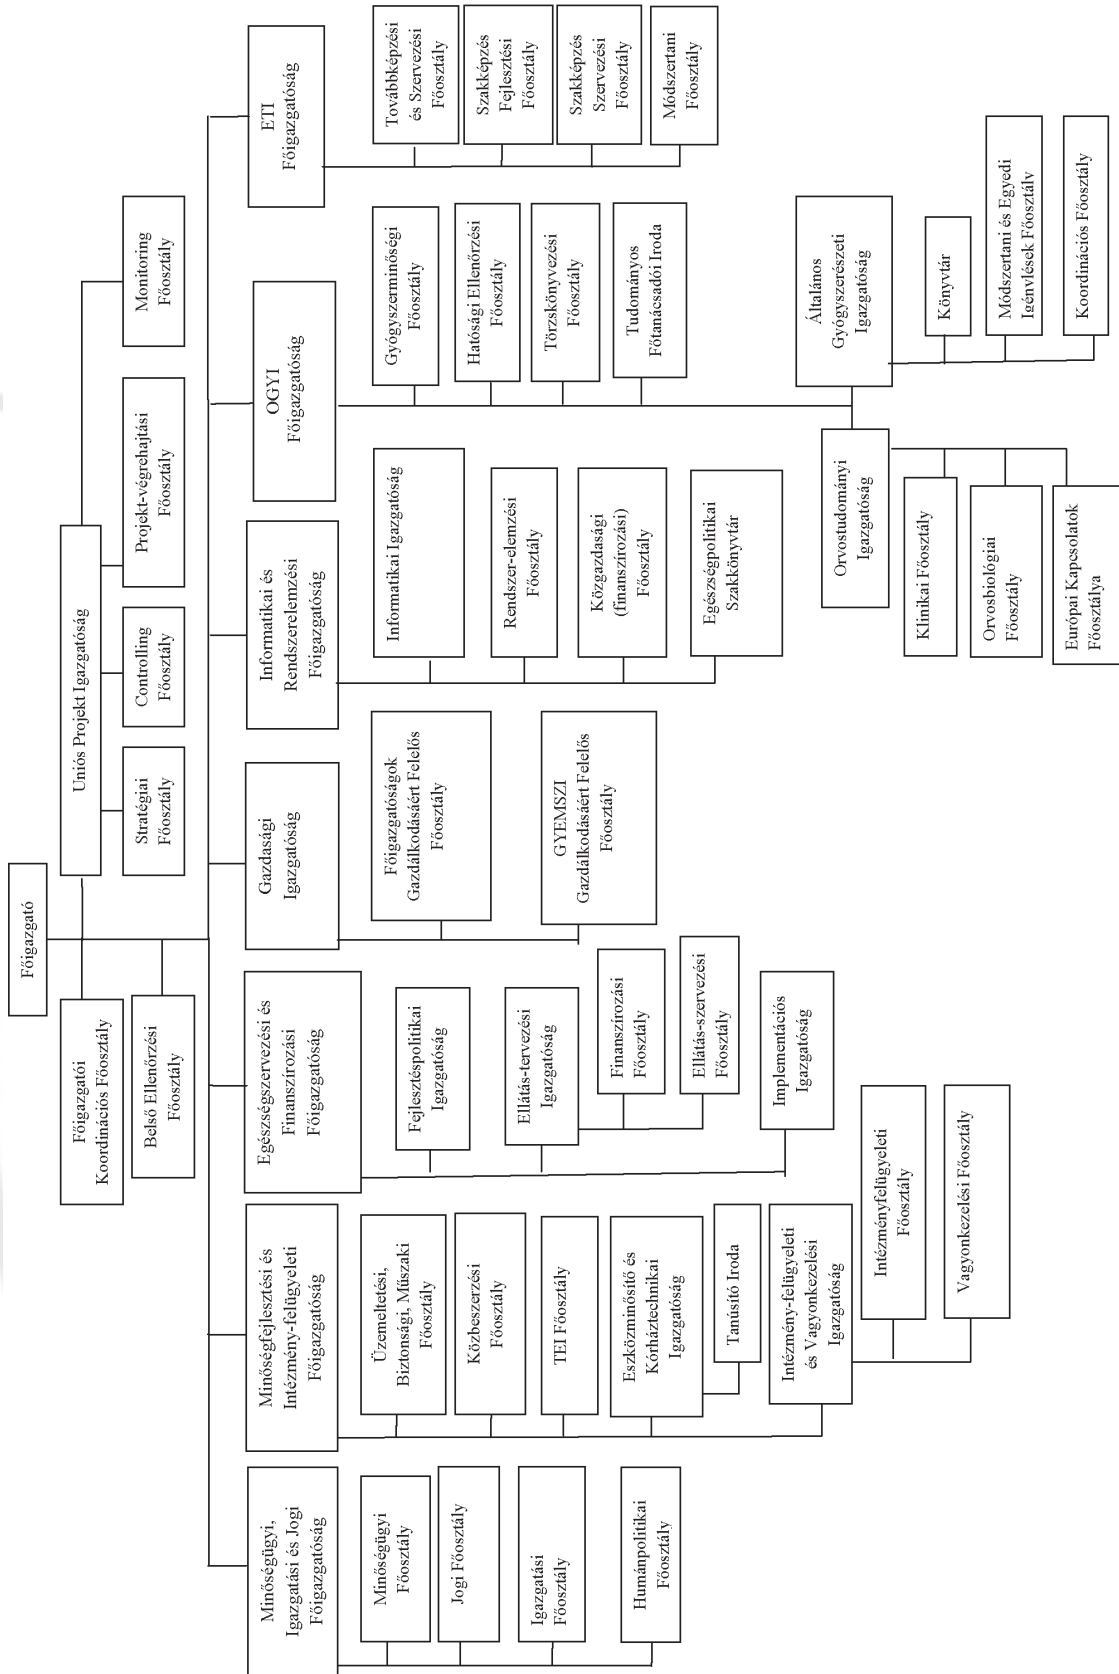 Főigazgató
Főigazgatói
Koordinációs Főosztály
Uniós Projekt Igazgatóság
Belső Ellenőrzési
Főosztály
Stratégiai
Főosztály
Controlling
Főosztály
Projekt-végrehajtási
Főosztály
Monitoring
Főosztály
Minőségügyi,
Igazgatási és Jogi
Főigazgatóság
Minőségügyi
Főosztály
Jogi Főosztály
Igazgatási
Főosztály
Humánpolitikai
Főosztály
Minőségfejlesztési és
Intézmény-felügyeleti
Főigazgatóság
Üzemeltetési,
Biztonsági, Műszaki
Főosztály
Közbeszerzési
Főosztály
TEI Főosztály
Eszközminősítő és
Kórháztechnikai
Igazgatóság
Tanúsító Iroda
Intézmény-felügyeleti
és Vagyonkezelési
Igazgatóság
Intézményfelügyeleti
Főosztály
Vagyonkezelési Főosztály
Egészségszervezési és
Finanszírozási
Főigazgatóság
Fejlesztéspolitikai
Igazgatóság
Ellátás-tervezési
Igazgatóság
Finanszírozási
Főosztály
Ellátás-szervezési
Főosztály
Implementációs
Igazgatóság
Gazdasági
Igazgatóság
Főigazgatóságok
Gazdálkodásáért Felelős
Főosztály
GYEMSZI
Gazdálkodásáért Felelős
Főosztály
Informatikai és
Rendszerelemzési
Főigazgatóság
Informatikai Igazgatóság
Rendszer-elemzési
Főosztály
Közgazdasági
(finanszírozási)
Főosztály
Egészségpolitikai
Szakkönyvtár
OGYI
Főigazgatóság
Gyógyszerminőségi
Főosztály
Hatósági Ellenőrzési
Főosztály
Törzskönyvezési
Főosztály
Tudományos
Főtanácsadói Iroda
Orvostudományi
Igazgatóság
Klinikai Főosztály
Orvosbiológiai
Főosztály
Európai Kapcsolatok
Főosztálya
Általános
Gyógyszerészeti
Igazgatóság
Könyvtár
Módszertani és Egyedi
Igénylések Főosztály
Koordinációs Főosztály
ETI
Főigazgatóság
Továbbképzési
és Szervezési
Főosztály
Szakképzés
Fejlesztési
Főosztály
Szakképzés
Szervezési
Főosztály
Módszertani
Főosztály